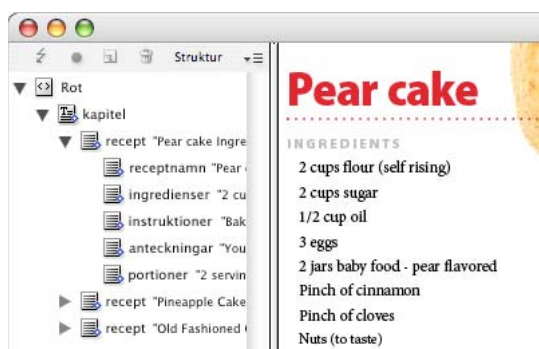 Struktur
Rot
kapitel
recept "Pear cake Ingre
receptnamn "Pear
ingredienser "2 cu
instruktioner "Bak
anteckningar "You
portioner "2 servin
recept "Pineapple Cake
recept "Old Fashioned
Pear cake
INGREDIENTS
2 cups flour (self rising)
2 cups sugar
1/2 cup oil
3 eggs
2 jars baby food - pear flavored
Pinch of cinnamon
Pinch of cloves
Nuts (to taste)